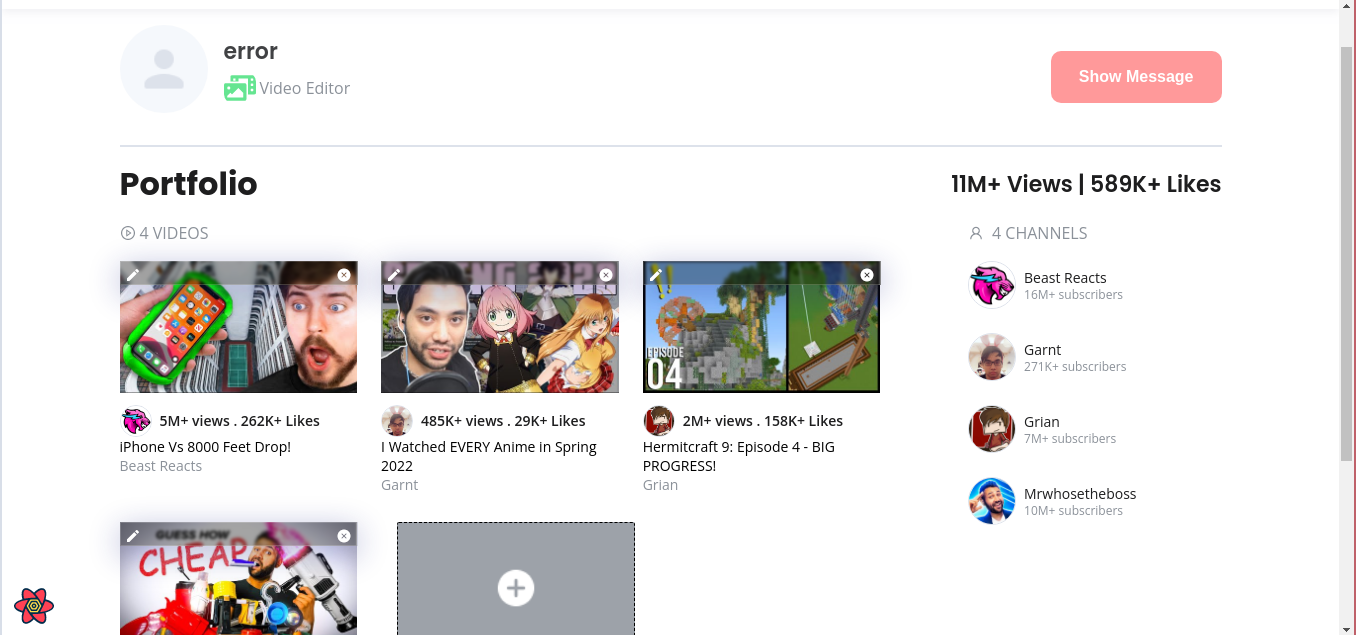 error
Video Editor
Show Message
Portfolio
11M+ Views | 589K+ Likes
4 VIDEOS
4 CHANNELS
EPISODE
04
5M+ views . 262K+ Likes
iPhone Vs 8000 Feet Drop!
Beast Reacts
485K+ views . 29K+ Likes
I Watched EVERY Anime in Spring
2022
Garnt
2M+ views . 158K+ Likes
Hermitcraft 9: Episode 4 - BIG
PROGRESS!
Grian
Beast Reacts
16M+ subscribers
Garnt
271K+ subscribers
Grian
7M+ subscribers
Mrwhosetheboss
10M+ subscribers
GUESS HOW
CHEAP